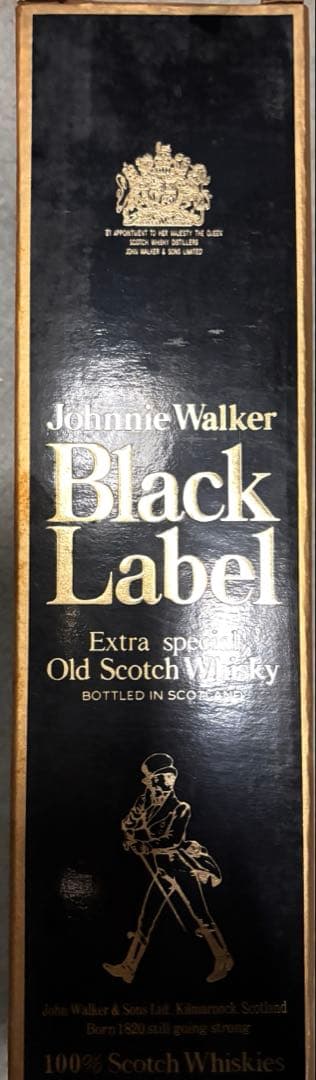 BY APPOINTMENT TO HER MAJESTY THE QUEEN
SCOTCH WHISKY DISTILLERS
JOHN WALKER & SONS LIMITED
Johnnie Walker
Black
Label
Extra special
Old Scotch Whisky
BOTTLED IN SCOTLAND
John Walker & Sons Ltd. Kilmarnock, Scotland
Born 1820 still going strong
100% Scotch Whiskies